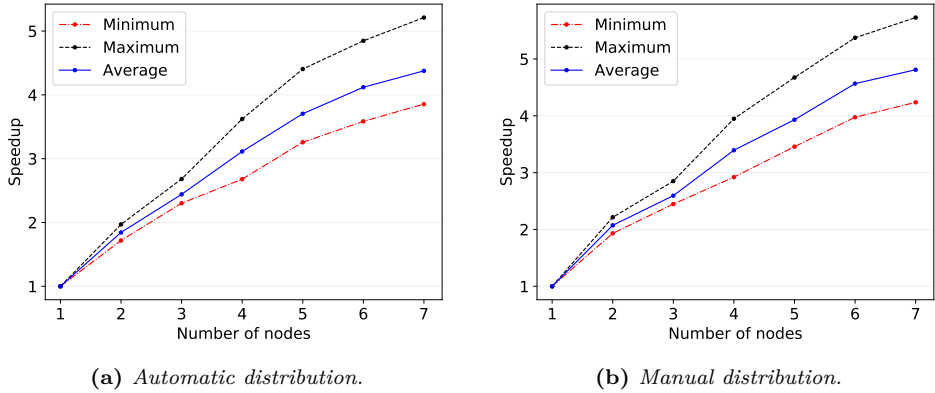 Minimum
Maximum
Average
5
4
3
2
1
Speedup
1 2 3 4 5 6 7
Number of nodes
(a) Automatic distribution.
Minimum
Maximum
Average
5
4
3
2
1
Speedup
1 2 3 4 5 6 7
Number of nodes
(b) Manual distribution.